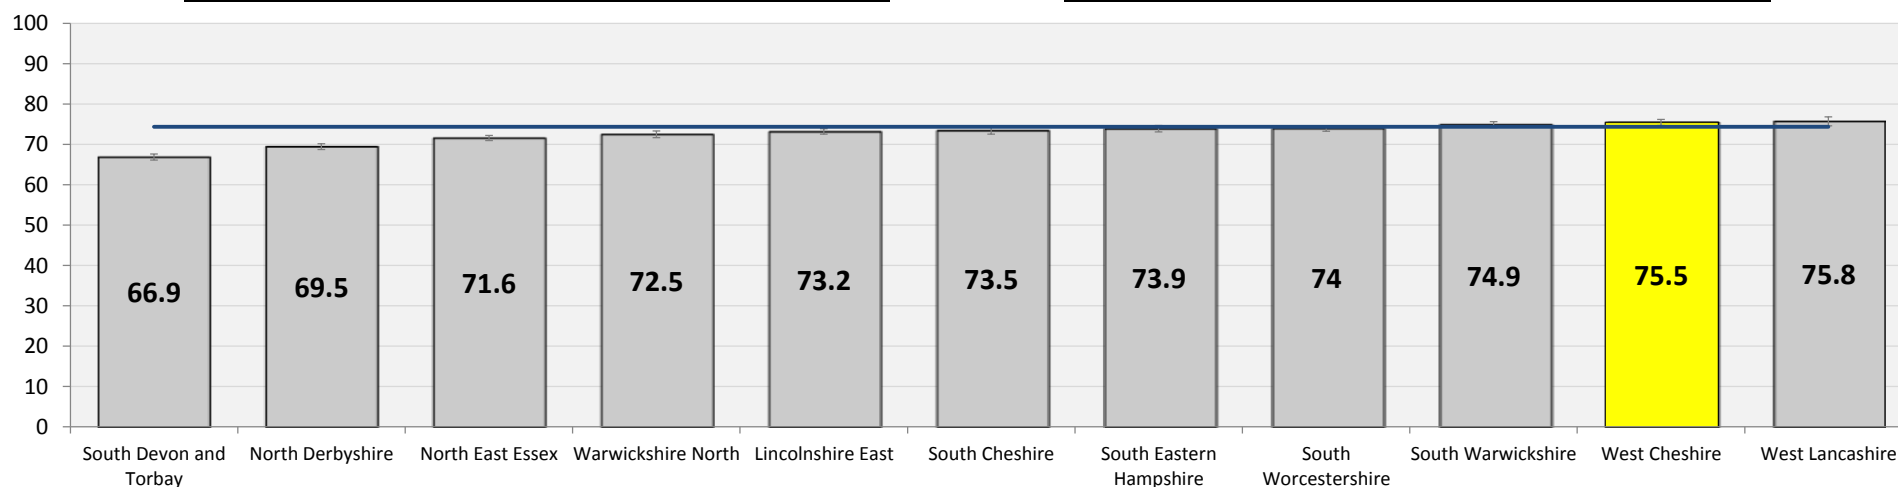 100
90
80
70
60
50
40
30
20
10
0
66.9
69.5
71.6
72.5
73.2
73.5
73.9
74
74.9
75.5
75.8
South Devon and
Torbay
North Derbyshire
North East Essex
Warwickshire North
Lincolnshire East
South Cheshire
South Eastern
Hampshire
South
Worcestershire
South Warwickshire
West Cheshire
West Lancashire